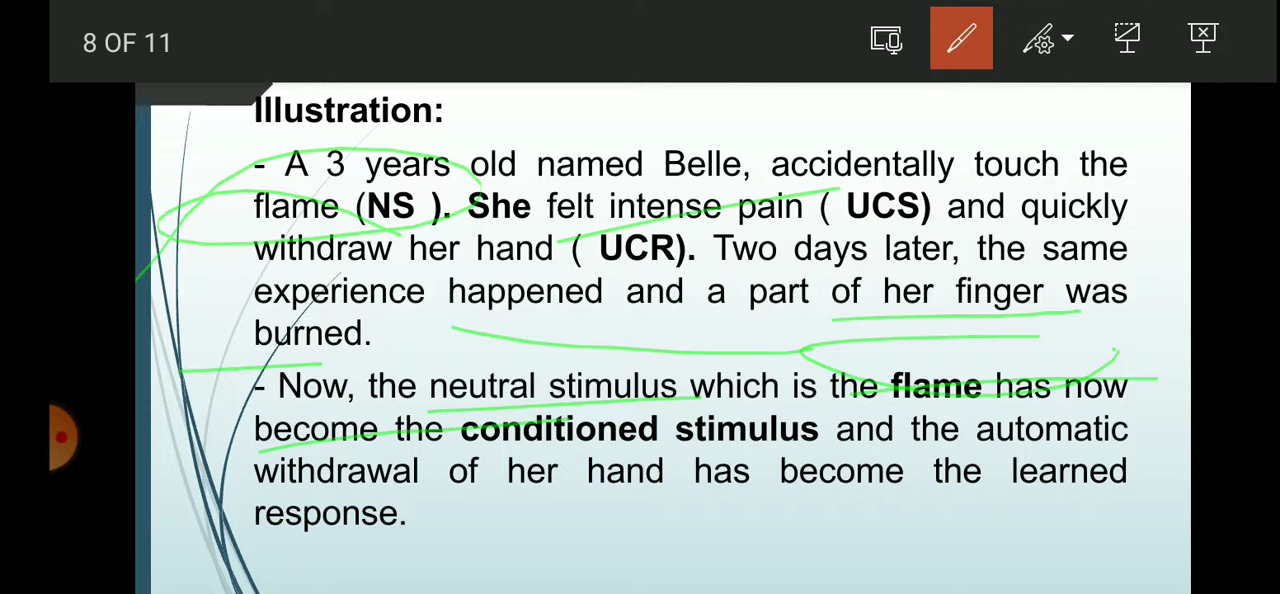 8 OF 11
Illustration:
- A 3 years old named Belle, accidentally touch the
flame (NS ). She felt intense pain ( UCS) and quickly
withdraw her hand ( UCR). Two days later, the same
experience happened and a part of her finger was
burned.
- Now, the neutral stimulus which is the flame has now
become the conditioned stimulus and the automatic
withdrawal of her hand has become the learned
response.